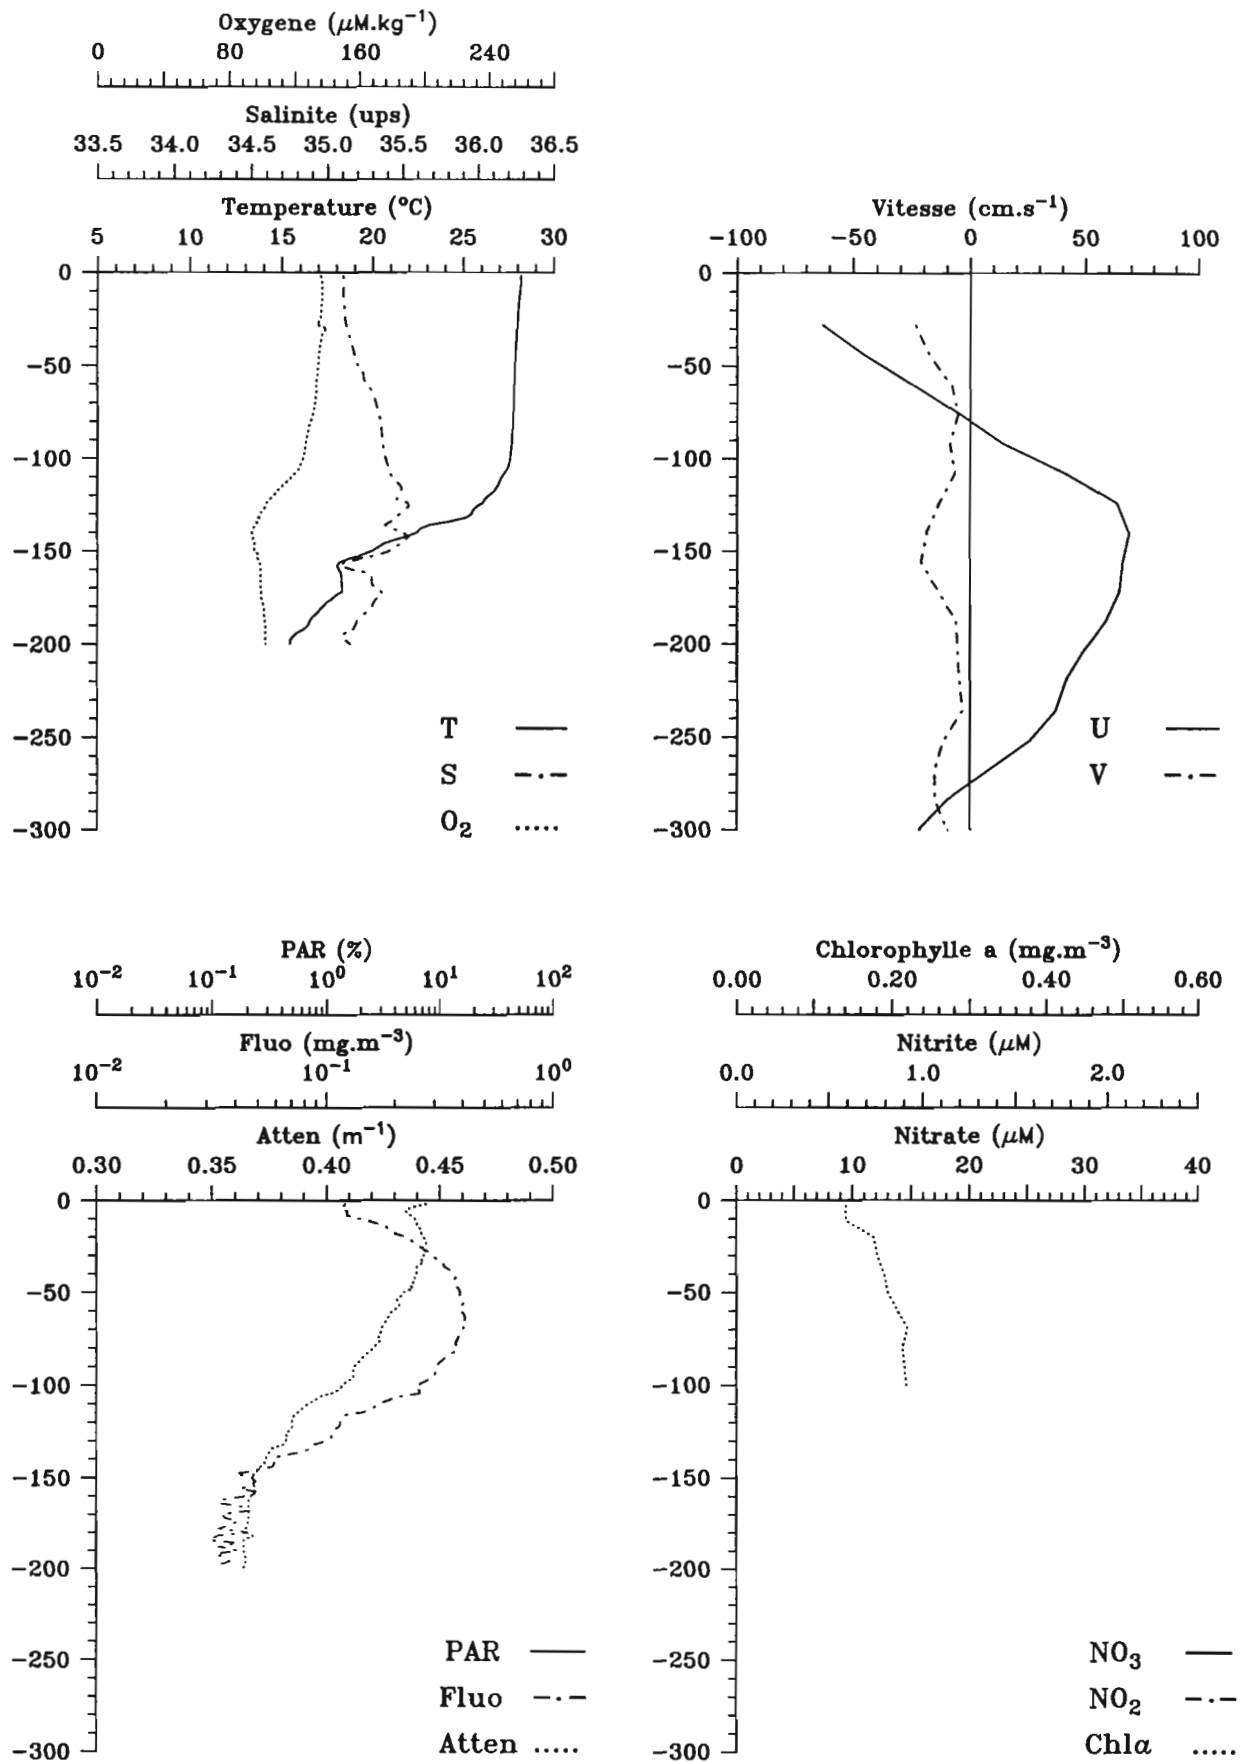 Oxygene (μM.kg⁻¹)
0 80 160 240
Salinite (ups)
33.5 34.0 34.5 35.0 35.5 36.0 36.5
Temperature (°C)
5 10 15 20 25 30
0
−50
−100
−150
−200
−250
−300
T
S
O₂
Vitesse (cm.s⁻¹)
−100 −50 0 50 100
0
−50
−100
−150
−200
−250
−300
U
V
PAR (%)
10⁻² 10⁻¹ 10⁰ 10¹ 10²
Fluo (mg.m⁻³)
10⁻² 10⁻¹ 10⁰
Atten (m⁻¹)
0.30 0.35 0.40 0.45 0.50
0
−50
−100
−150
−200
−250
−300
PAR
Fluo
Atten
Chlorophylle a (mg.m⁻³)
0.00 0.20 0.40 0.60
Nitrite (μM)
0.0 1.0 2.0
Nitrate (μM)
0 10 20 30 40
0
−50
−100
−150
−200
−250
−300
NO₃
NO₂
Chla